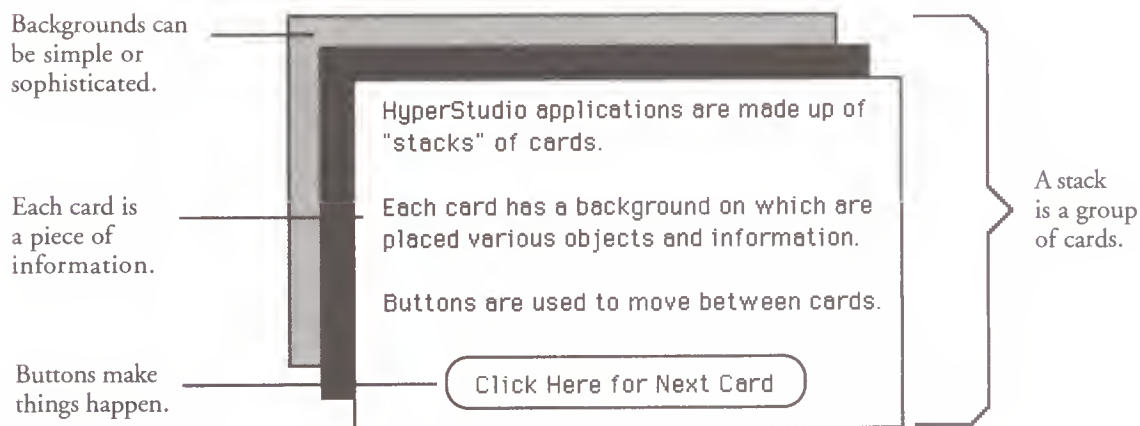 Backgrounds can
be simple or
sophisticated.
HyperStudio applications are made up of
"stacks" of cards.
Each card is
a piece of
information.
Each card has a background on which are
placed various objects and information.
A stack
is a group
of cards.
Buttons are used to move between cards.
Buttons make
things happen.
Click Here for Next Card